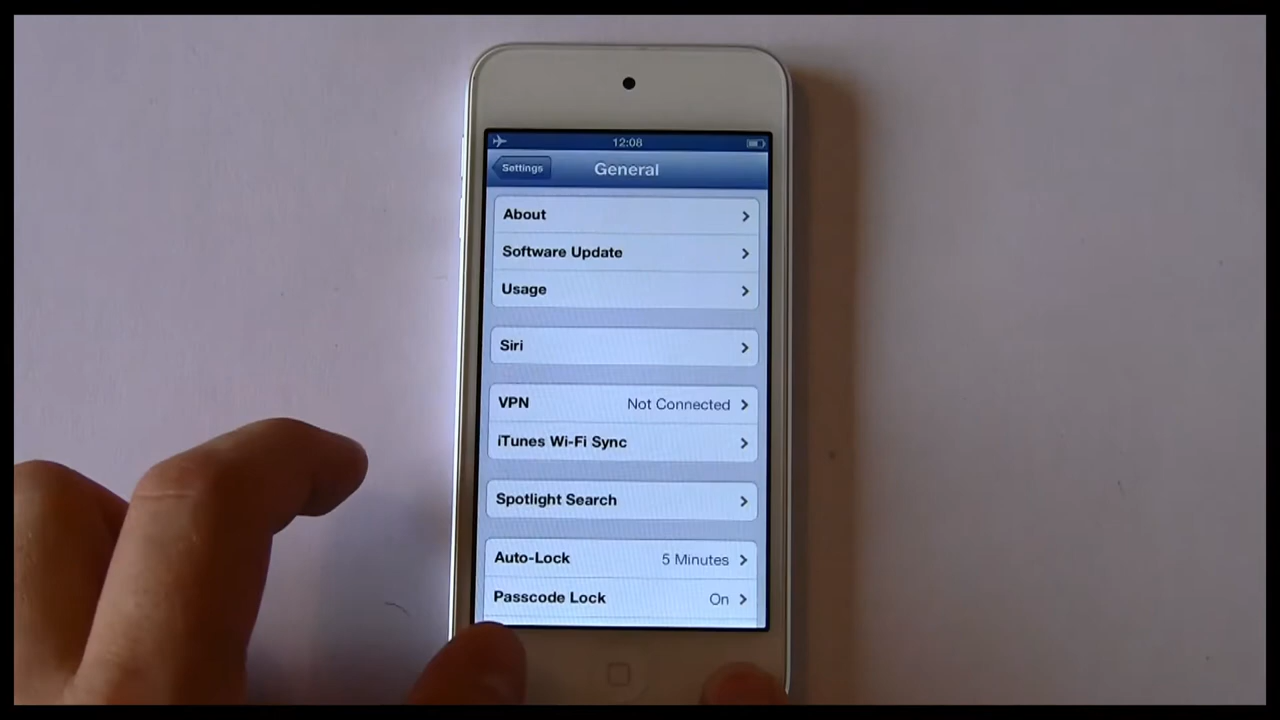 12:08
Settings General
About
Software Update
Usage
Siri
VPN Not Connected
iTunes Wi-Fi Sync
Spotlight Search
Auto-Lock 5 Minutes
Passcode Lock On